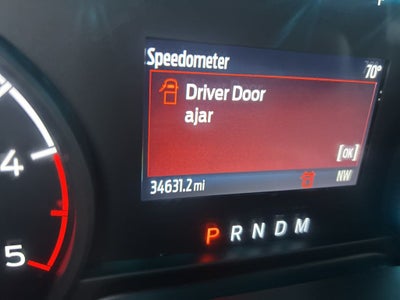 Speedometer
70°
Driver Door
ajar
[OK]
34631.2 mi
NW
4
P R N D M
5